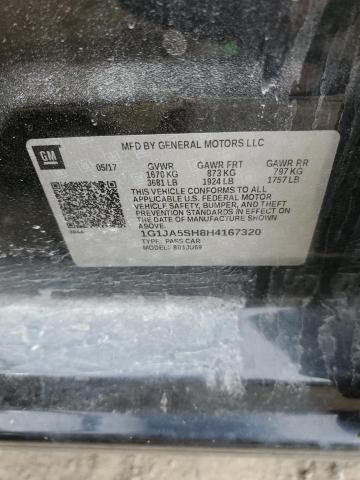 MFD BY GENERAL MOTORS LLC
GM
05/17 GVWR GAWR FRT GAWR RR
1670 KG 873 KG 797 KG
3681 LB 1924 LB 1757 LB
THIS VEHICLE CONFORMS TO ALL
APPLICABLE U.S. FEDERAL MOTOR
VEHICLE SAFETY, BUMPER, AND THEFT
PREVENTION STANDARDS IN EFFECT ON
THE DATE OF MANUFACTURE SHOWN
ABOVE.
1G1JA5SH8H4167320
TYPE: PASS CAR
MODEL: